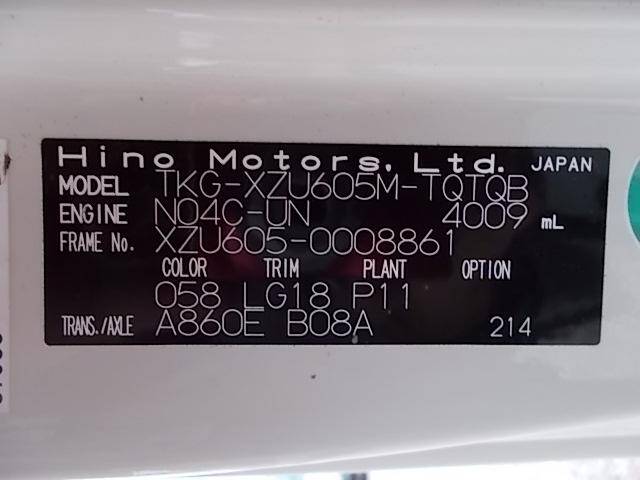 Hino Motors, Ltd. JAPAN
MODEL TKG-XZU605M-TQTQB
ENGINE N04C-UN 4009 mL
FRAME No. XZU605-0008861
COLOR TRIM PLANT OPTION
058 LG18 P11
TRANS./AXLE A860E B08A 214